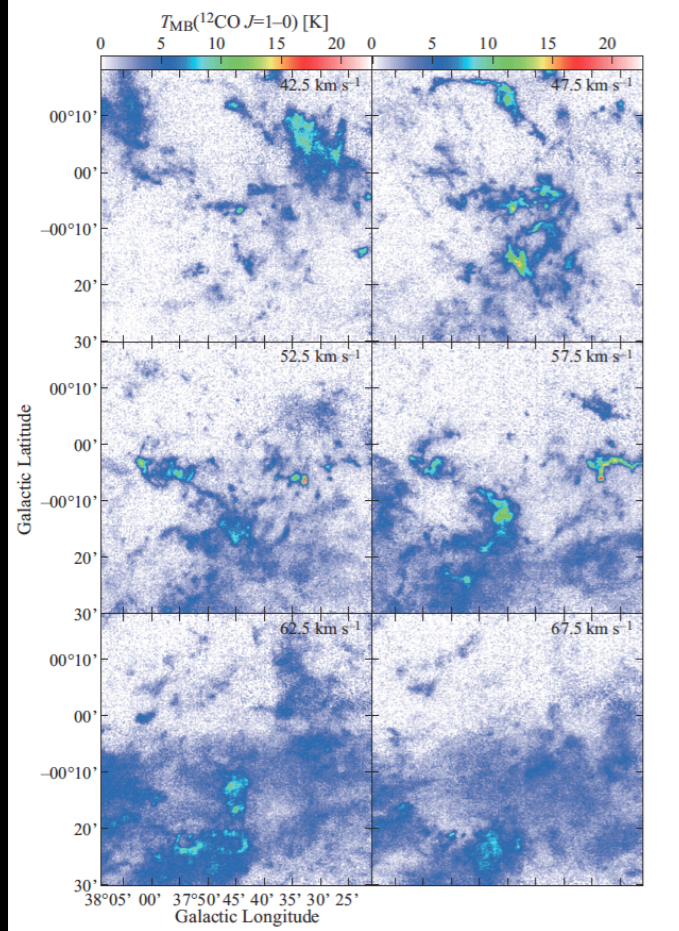 T_MB(¹²CO J=1–0) [K]
0 5 10 15 20 0 5 10 15 20
42.5 km s⁻¹ 47.5 km s⁻¹
00°10’
00’
−00°10’
20’
30’
52.5 km s⁻¹ 57.5 km s⁻¹
00°10’
00’
−00°10’
20’
30’
Galactic Latitude
62.5 km s⁻¹ 67.5 km s⁻¹
00°10’
00’
−00°10’
20’
30’
38°05’ 00’ 37°50’45’ 40’ 35’ 30’ 25’
Galactic Longitude